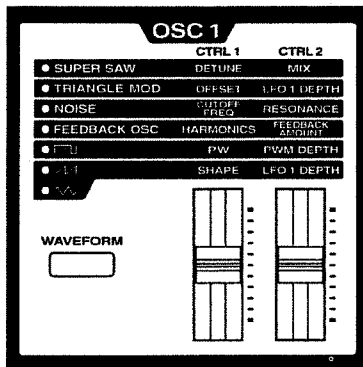 OSC 1
CTRL 1 CTRL 2
SUPER SAW DETUNE MIX
TRIANGLE MOD OFFSET LFO 1 DEPTH
NOISE CUTOFF FREQ RESONANCE
FEEDBACK OSC HARMONICS FEEDBACK AMOUNT
PW PWM DEPTH
SHAPE LFO 1 DEPTH
WAVEFORM